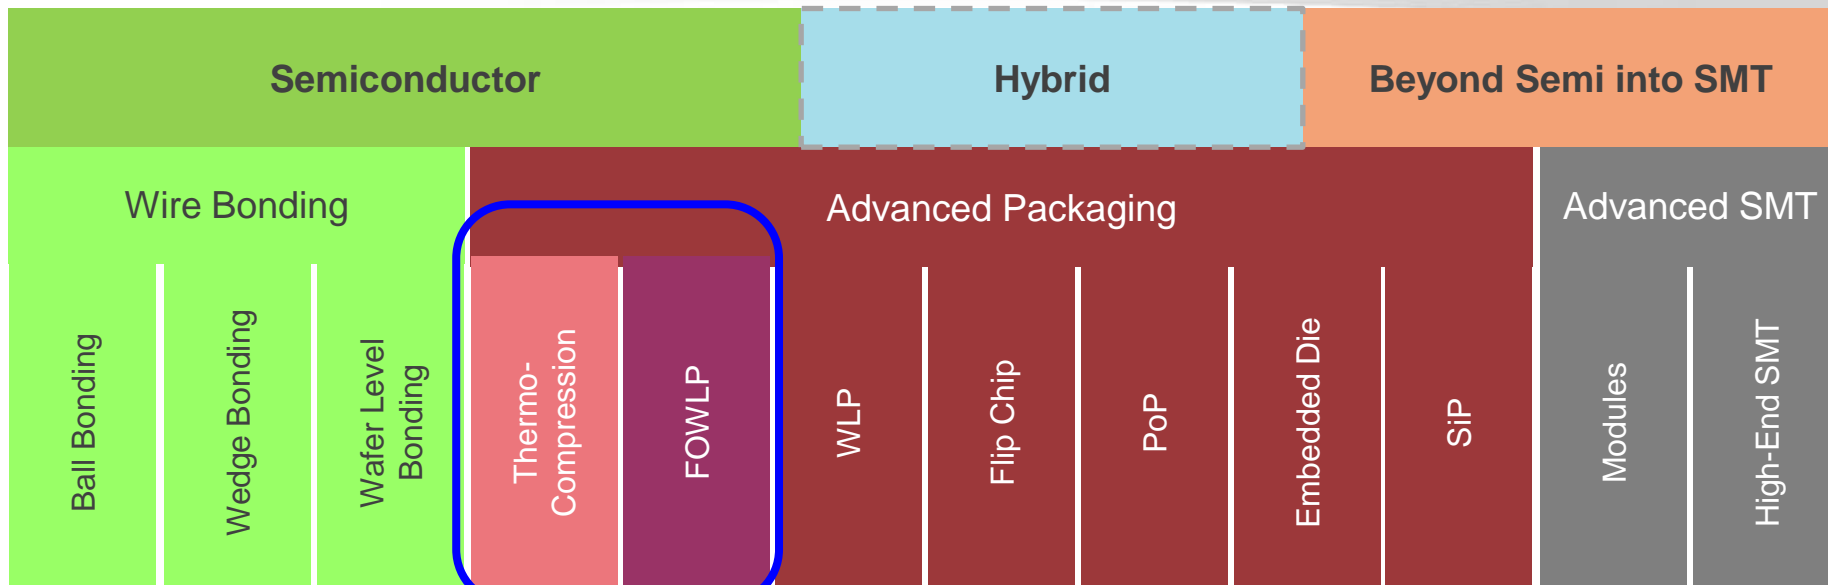 Semiconductor
Hybrid
Beyond Semi into SMT
Wire Bonding
Advanced Packaging
Advanced SMT
Ball Bonding
Wedge Bonding
Wafer Level
Bonding
Thermo-
Compression
FOWLP
WLP
Flip Chip
PoP
Embedded Die
SiP
Modules
High-End SMT